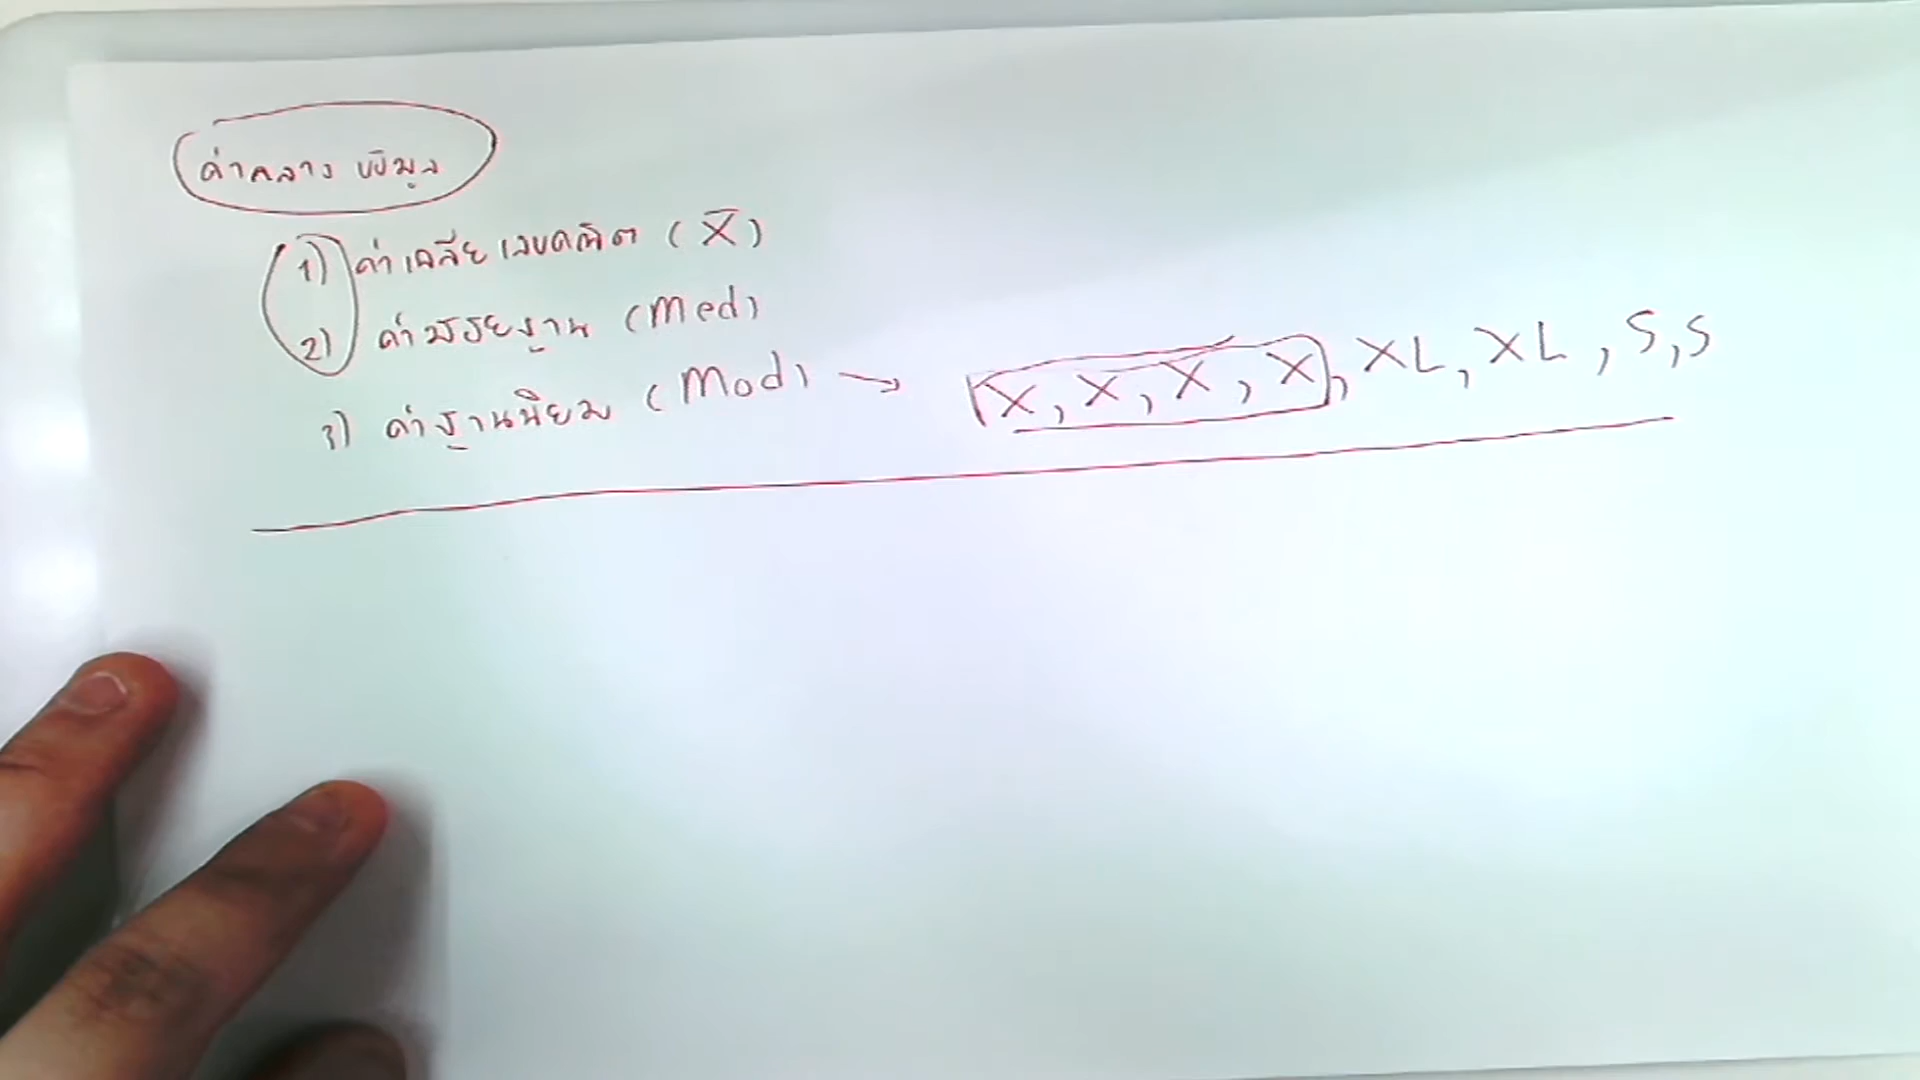 ค่ากลาง ข้อมูล
1) ค่าเฉลี่ยเลขคณิต (X̅)
2) ค่ามัธยฐาน (Med)
3) ค่าฐานนิยม (Mod) → X, X, X, X, XL, XL, S, S